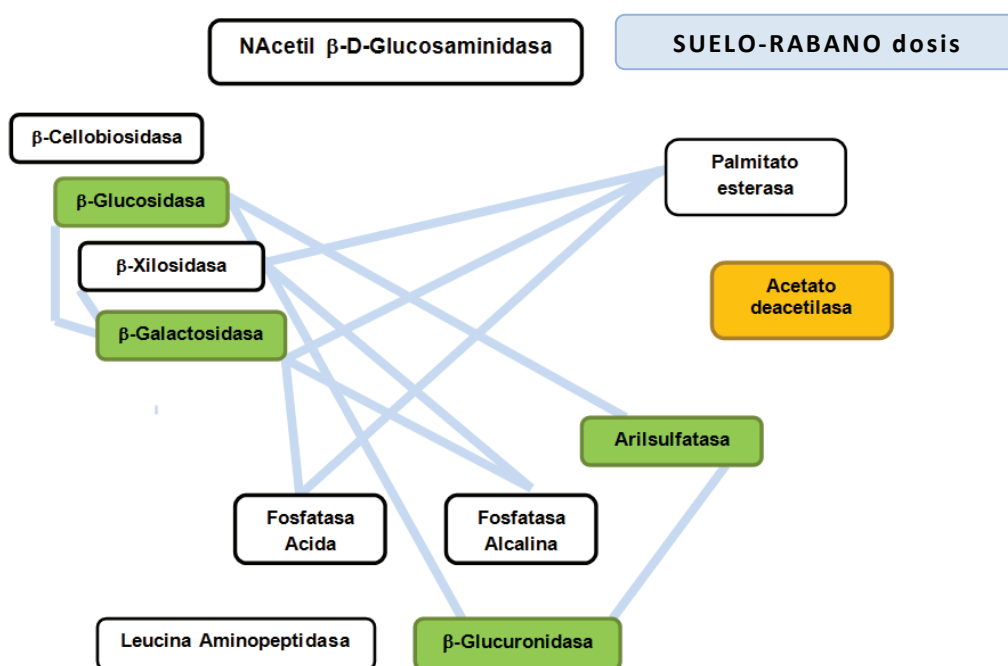 NAcetil β-D-Glucosaminidasa
SUELO-RABANO dosis
β-Cellobiosidasa
Palmitato
esterasa
β-Glucosidasa
β-Xilosidasa
Acetato
deacetilasa
β-Galactosidasa
Arilsulfatasa
Fosfatasa
Acida
Fosfatasa
Alcalina
Leucina Aminopeptidasa
β-Glucuronidasa